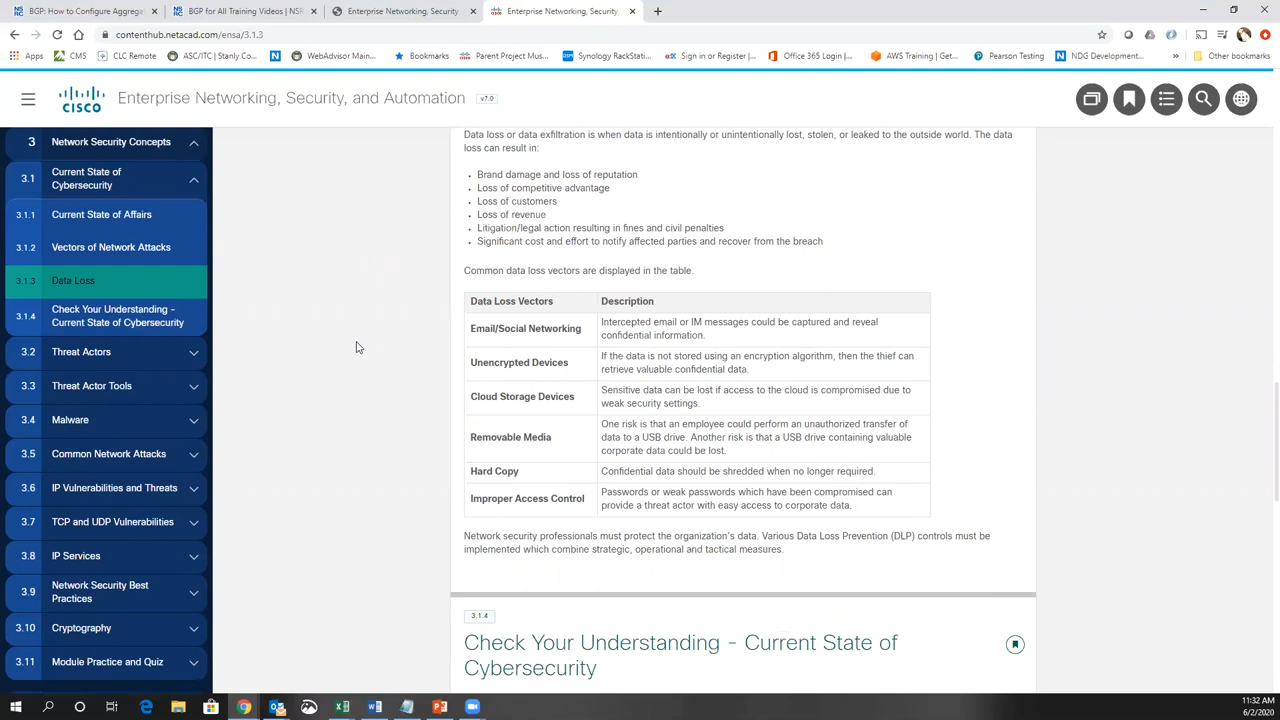 BGP: How to Configure Aggrega
BGP for All Training Videos | NSR
Enterprise Networking, Security,
Enterprise Networking, Security,
contenthub.netacad.com/ensa/3.1.3
Apps
CMS
CLC Remote
ASC/ITC | Stanly Co...
WebAdvisor Main...
Bookmarks
Parent Project Mus...
Synology RackStati...
Sign in or Register |...
Office 365 Login |...
AWS Training | Get...
Pearson Testing
NDG Development...
»
Other bookmarks
CISCO
Enterprise Networking, Security, and Automation
v7.0
3 Network Security Concepts
3.1 Current State of
Cybersecurity
3.1.1 Current State of Affairs
3.1.2 Vectors of Network Attacks
3.1.3 Data Loss
3.1.4 Check Your Understanding -
Current State of Cybersecurity
3.2 Threat Actors
3.3 Threat Actor Tools
3.4 Malware
3.5 Common Network Attacks
3.6 IP Vulnerabilities and Threats
3.7 TCP and UDP Vulnerabilities
3.8 IP Services
3.9 Network Security Best
Practices
3.10 Cryptography
3.11 Module Practice and Quiz
Data loss or data exfiltration is when data is intentionally or unintentionally lost, stolen, or leaked to the outside world. The data
loss can result in:
• Brand damage and loss of reputation
• Loss of competitive advantage
• Loss of customers
• Loss of revenue
• Litigation/legal action resulting in fines and civil penalties
• Significant cost and effort to notify affected parties and recover from the breach
Common data loss vectors are displayed in the table.
Data Loss Vectors
Description
Email/Social Networking
Intercepted email or IM messages could be captured and reveal
confidential information.
Unencrypted Devices
If the data is not stored using an encryption algorithm, then the thief can
retrieve valuable confidential data.
Cloud Storage Devices
Sensitive data can be lost if access to the cloud is compromised due to
weak security settings.
Removable Media
One risk is that an employee could perform an unauthorized transfer of
data to a USB drive. Another risk is that a USB drive containing valuable
corporate data could be lost.
Hard Copy
Confidential data should be shredded when no longer required.
Improper Access Control
Passwords or weak passwords which have been compromised can
provide a threat actor with easy access to corporate data.
Network security professionals must protect the organization's data. Various Data Loss Prevention (DLP) controls must be
implemented which combine strategic, operational and tactical measures.
3.1.4
Check Your Understanding - Current State of
Cybersecurity
11:32 AM
6/2/2020